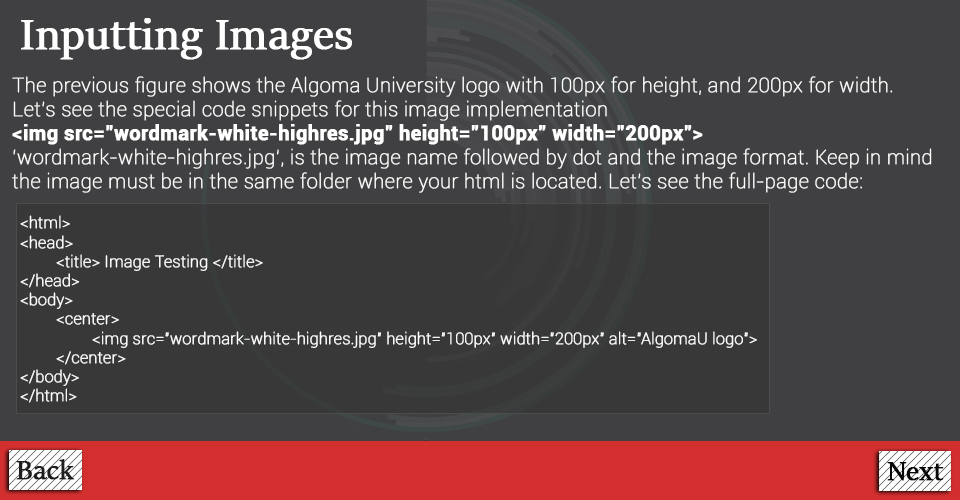 Inputting Images
The previous figure shows the Algoma University logo with 100px for height, and 200px for width.
Let's see the special code snippets for this image implementation
<img src="wordmark-white-highres.jpg" height="100px" width="200px">
'wordmark-white-highres.jpg', is the image name followed by dot and the image format. Keep in mind
the image must be in the same folder where your html is located. Let's see the full-page code:
<html>
<head>
<title> Image Testing </title>
</head>
<body>
<center>
<img src="wordmark-white-highres.jpg" height="100px" width="200px" alt="AlgomaU logo">
</center>
</body>
</html>
Back
Next